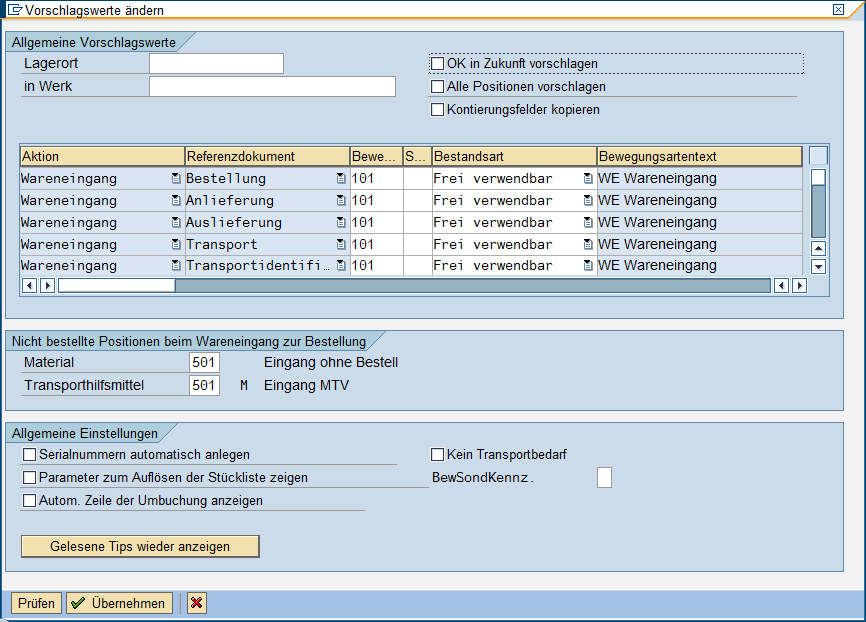 Vorschlagswerte ändern
Allgemeine Vorschlagswerte
Lagerort
OK in Zukunft vorschlagen
in Werk
Alle Positionen vorschlagen
Kontierungsfelder kopieren
Aktion Referenzdokument Bewe... S... Bestandsart Bewegungsartentext
Wareneingang Bestellung 101 Frei verwendbar WE Wareneingang
Wareneingang Anlieferung 101 Frei verwendbar WE Wareneingang
Wareneingang Auslieferung 101 Frei verwendbar WE Wareneingang
Wareneingang Transport 101 Frei verwendbar WE Wareneingang
Wareneingang Transportidentifi… 101 Frei verwendbar WE Wareneingang
Nicht bestellte Positionen beim Wareneingang zur Bestellung
Material 501 Eingang ohne Bestell
Transporthilfsmittel 501 M Eingang MTV
Allgemeine Einstellungen
Serialnummern automatisch anlegen Kein Transportbedarf
Parameter zum Auflösen der Stückliste zeigen BewSondKennz.
Autom. Zeile der Umbuchung anzeigen
Gelesene Tips wieder anzeigen
Prüfen Übernehmen